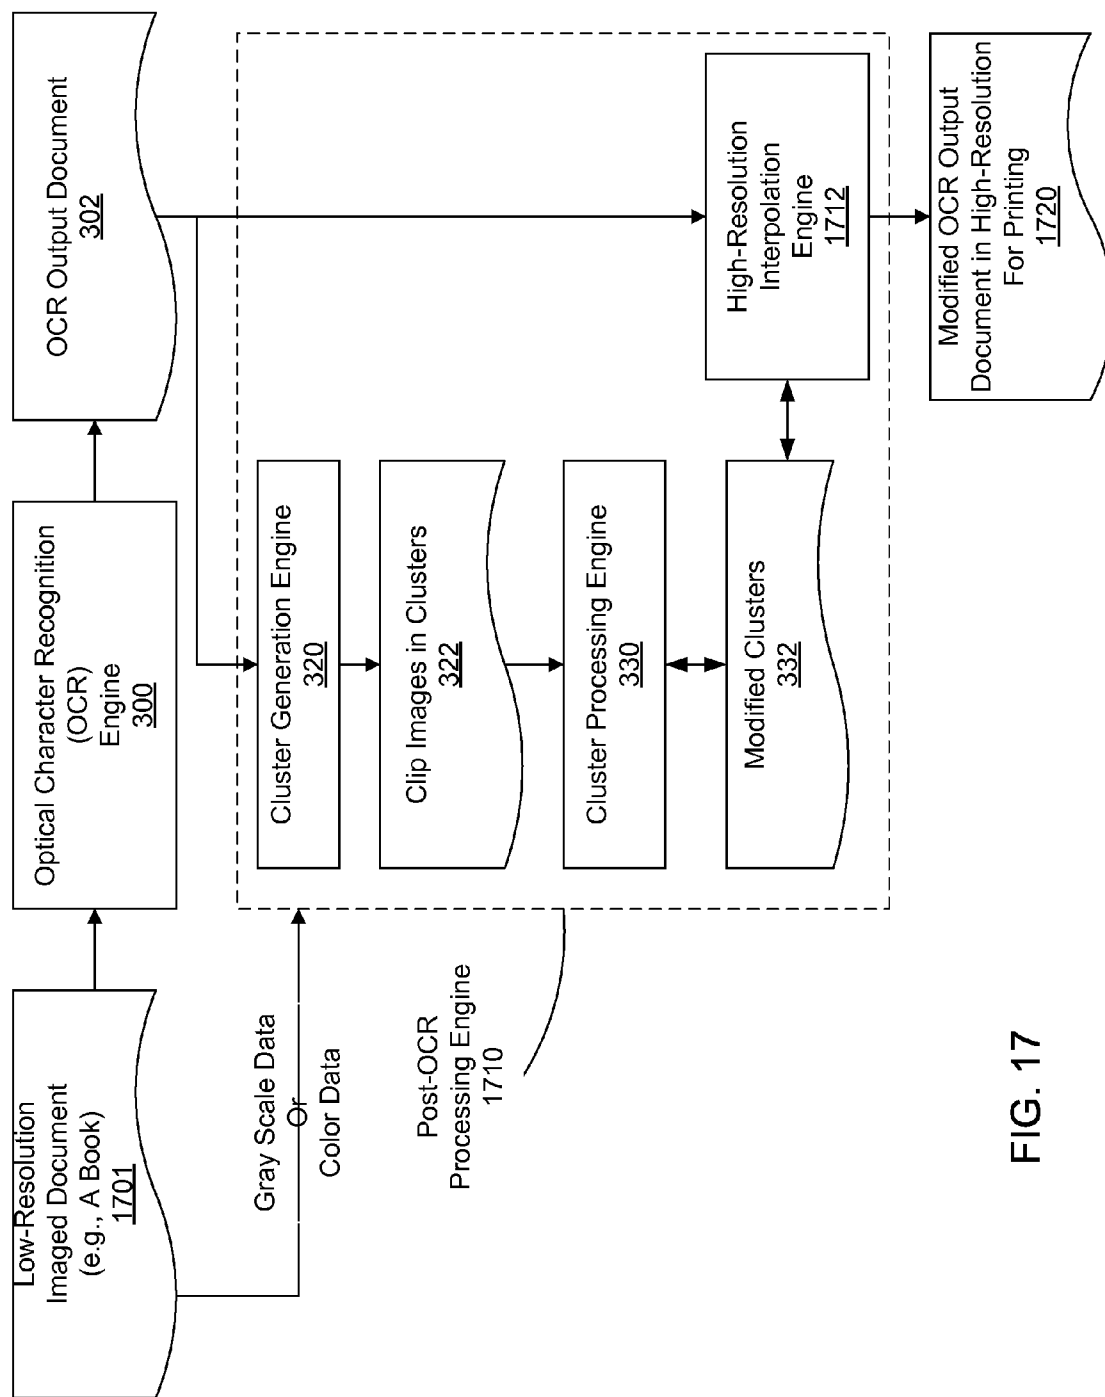 Low-Resolution
Imaged Document
(e.g., A Book)
1701
Optical Character Recognition
(OCR)
Engine
300
OCR Output Document
302
Gray Scale Data
Or
Color Data
Post-OCR
Processing Engine
1710
Cluster Generation Engine
320
Clip Images in Clusters
322
Cluster Processing Engine
330
Modified Clusters
332
High-Resolution
Interpolation
Engine
1712
Modified OCR Output
Document in High-Resolution
For Printing
1720
FIG. 17